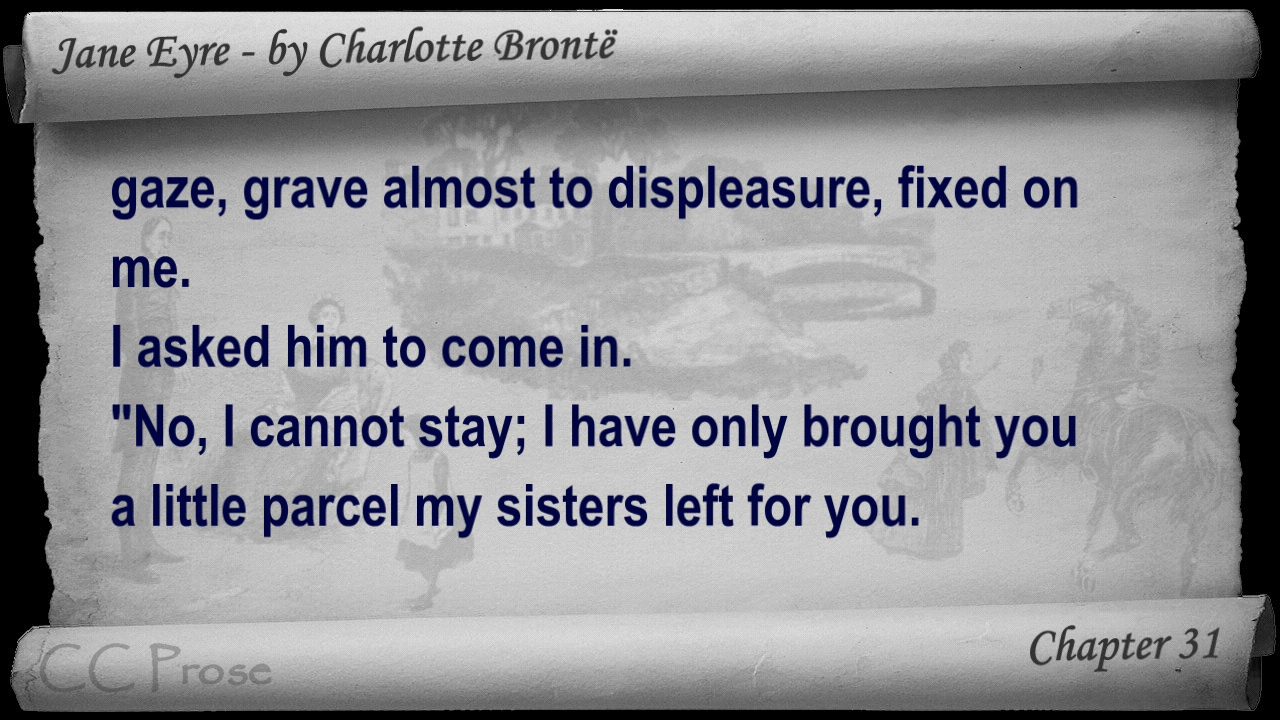 Jane Eyre - by Charlotte Brontë
gaze, grave almost to displeasure, fixed on
me.
I asked him to come in.
"No, I cannot stay; I have only brought you
a little parcel my sisters left for you.
Chapter 31
CC Prose